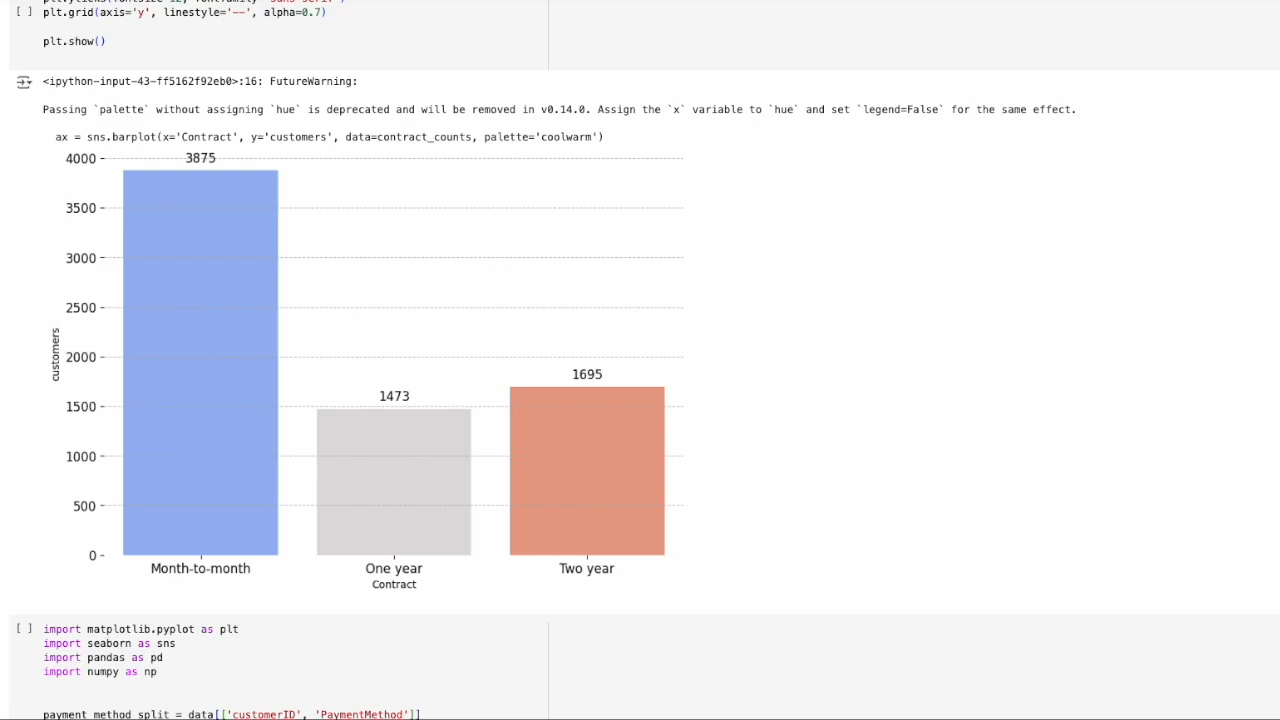 [ ] plt.grid(axis='y', linestyle='--', alpha=0.7)
plt.show()
<ipython-input-43-ff5162f92eb0>:16: FutureWarning:
Passing `palette` without assigning `hue` is deprecated and will be removed in v0.14.0. Assign the `x` variable to `hue` and set `legend=False` for the same effect.
ax = sns.barplot(x='Contract', y='customers', data=contract_counts, palette='coolwarm')
4000
3875
3500
3000
2500
2000
customers
1695
1473
1500
1000
500
0
Month-to-month One year Two year
Contract
[ ] import matplotlib.pyplot as plt
import seaborn as sns
import pandas as pd
import numpy as np
payment_method_split = data[['customerID', 'PaymentMethod']]